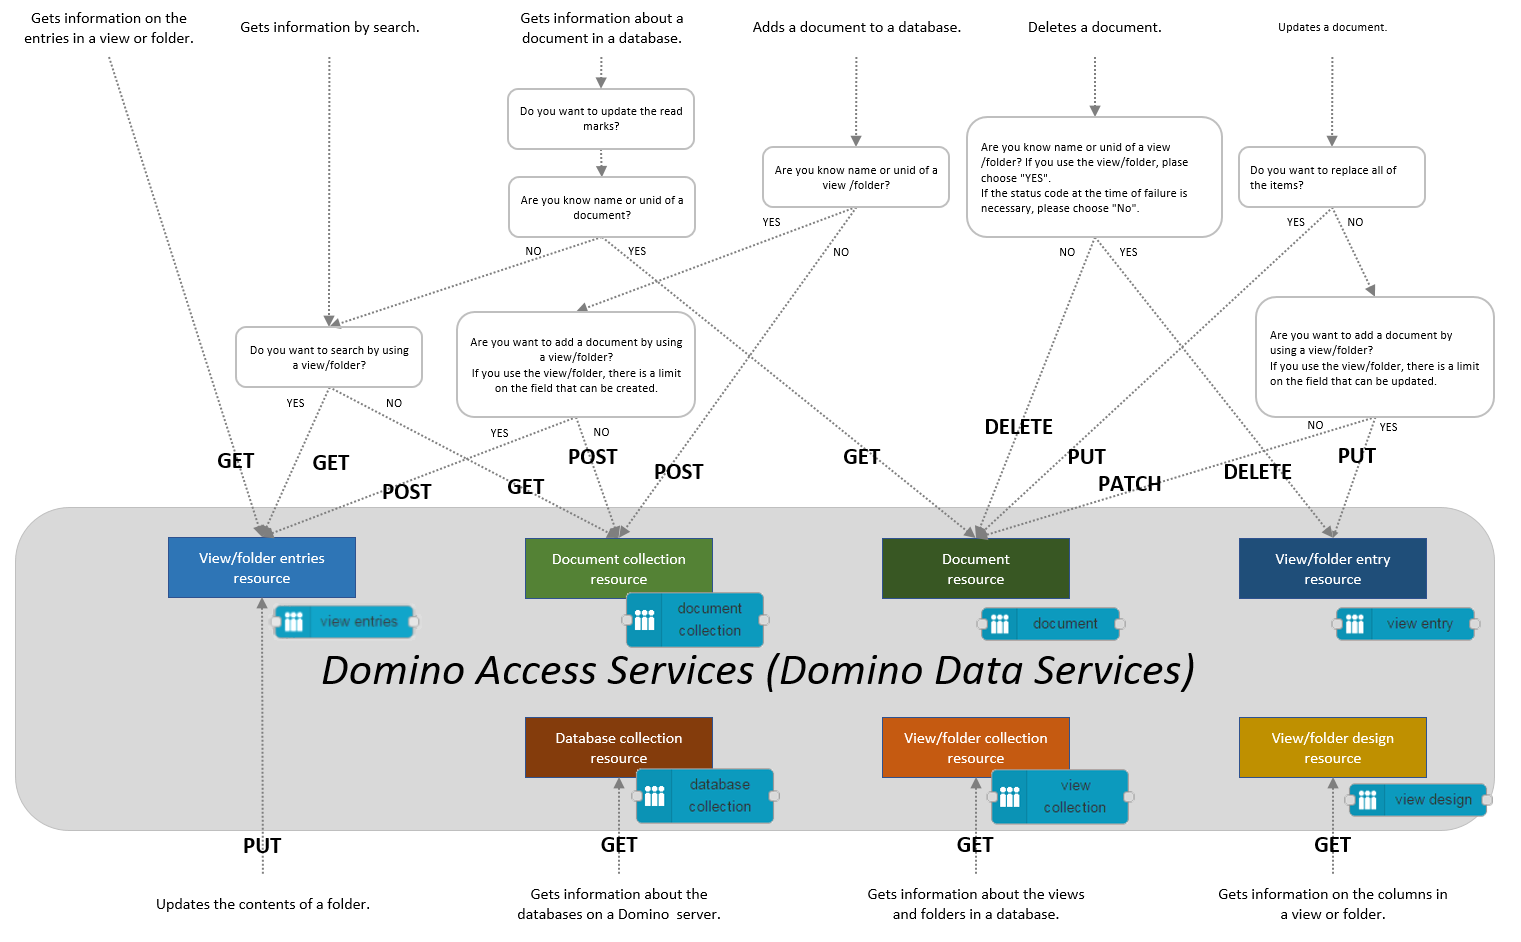 Gets information on the
entries in a view or folder.
Gets information by search.
Gets information about a
document in a database.
Adds a document to a database.
Deletes a document.
Updates a document.
Do you want to update the read
marks?
Are you know name or unid of a
document?
Are you know name or unid of a
view /folder?
Are you know name or unid of a view
/folder? If you use the view/folder, plase
choose "YES".
If the status code at the time of failure is
necessary, please choose "No".
Do you want to replace all of
the items?
NO
YES
YES
NO
NO
YES
YES
NO
Do you want to search by using
a view/folder?
Are you want to add a document by using
a view/folder?
If you use the view/folder, there is a limit
on the field that can be created.
Are you want to add a document by
using a view/folder?
If you use the view/folder, there is a limit
on the field that can be updated.
YES
NO
YES
NO
NO
YES
GET
GET
POST
GET
POST
POST
GET
DELETE
PUT
PATCH
DELETE
PUT
View/folder entries
resource
view entries
Document collection
resource
document
collection
Document
resource
document
View/folder entry
resource
view entry
Domino Access Services (Domino Data Services)
Database collection
resource
database
collection
View/folder collection
resource
view
collection
View/folder design
resource
view design
PUT
GET
GET
GET
Updates the contents of a folder.
Gets information about the
databases on a Domino  server.
Gets information about the views
and folders in a database.
Gets information on the columns in
a view or folder.